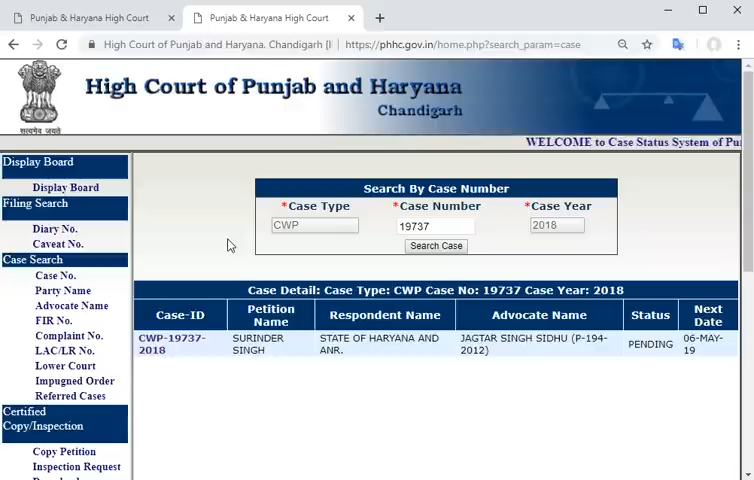 Punjab & Haryana High Court
Punjab & Haryana High Court
High Court of Punjab and Haryana. Chandigarh [I
https://phhc.gov.in/home.php?search_param=case
सत्यमेव जयते
High Court of Punjab and Haryana
Chandigarh
WELCOME to Case Status System of Pu
Display Board
Display Board
Filing Search
Diary No.
Caveat No.
Case Search
Case No.
Party Name
Advocate Name
FIR No.
Complaint No.
LAC/LR No.
Lower Court
Impugned Order
Referred Cases
Certified
Copy/Inspection
Copy Petition
Inspection Request
Search By Case Number
*Case Type *Case Number *Case Year
CWP 19737 2018
Search Case
Case Detail: Case Type: CWP Case No: 19737 Case Year: 2018
Case-ID Petition Name Respondent Name Advocate Name Status Next Date
CWP-19737-2018 SURINDER SINGH STATE OF HARYANA AND ANR. JAGTAR SINGH SIDHU (P-194-2012) PENDING 06-MAY-19